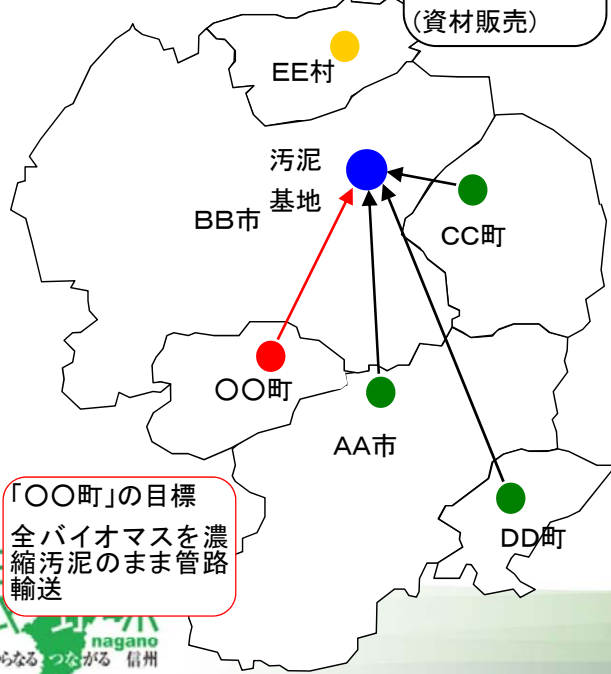 (資材販売)
EE村
汚泥
基地
BB市
CC町
〇〇町
AA市
DD町
「〇〇町」の目標
全バイオマスを濃
縮汚泥のまま管路
輸送
nagano
らなる つながる 信州